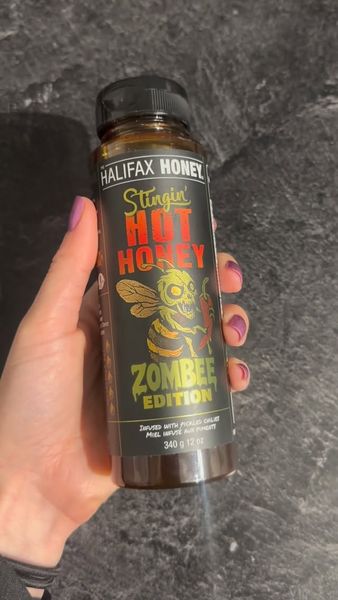 HALIFAX HONEY.
Stingin'
HOT
HONEY
ZOMBEE
EDITION
INFUSED WITH PICKLED CHILIES
MIEL INFUSÉ AUX PIMENTS
340 g 12 oz